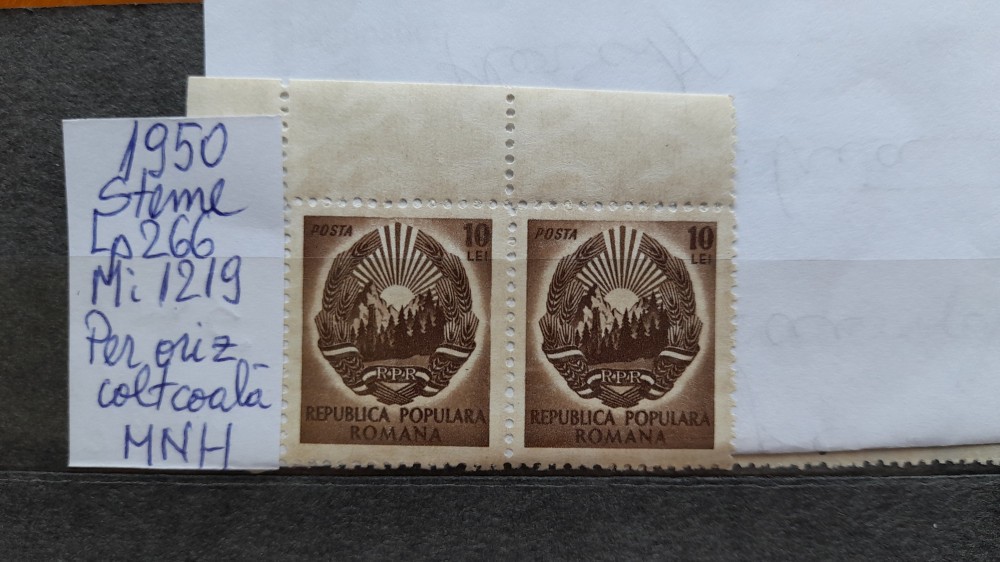 1950
Steme
Lp 266
Mi 1219
Per oriz
colt coală
MNH
POSTA 10 LEI
R·P·R
REPUBLICA POPULARA
ROMANA
POSTA 10 LEI
R·P·R
REPUBLICA POPULARA
ROMANA